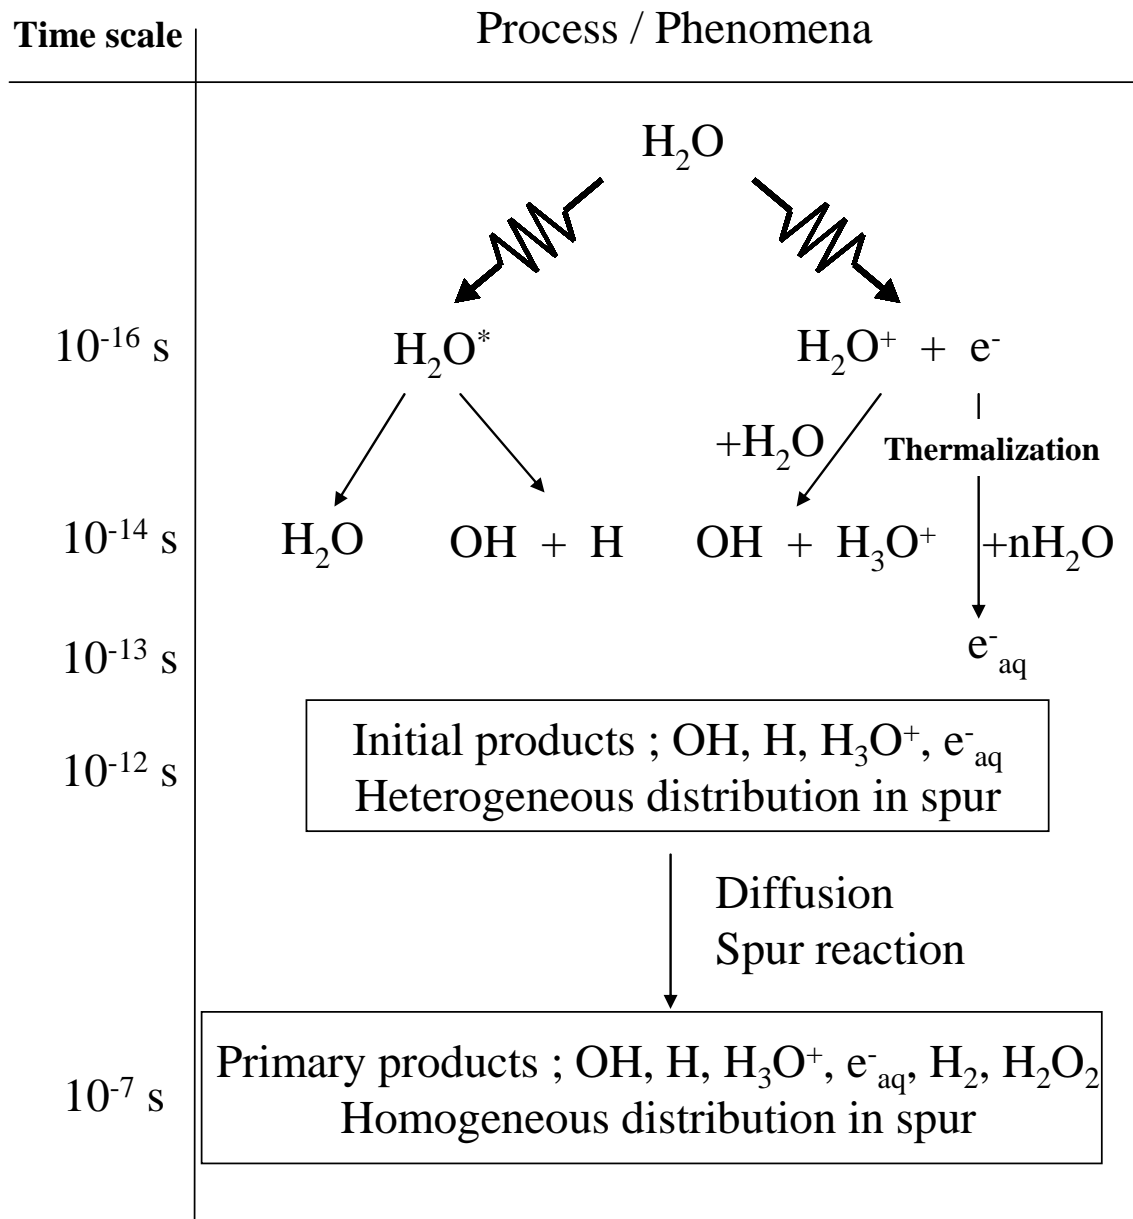 Time scale Process / Phenomena
H₂O
10⁻¹⁶ s H₂O* H₂O⁺ + e⁻
+H₂O Thermalization
10⁻¹⁴ s H₂O OH + H OH + H₃O⁺ +nH₂O
10⁻¹³ s e⁻aq
Initial products ; OH, H, H₃O⁺, e⁻aq
10⁻¹² s
Heterogeneous distribution in spur
Diffusion
Spur reaction
Primary products ; OH, H, H₃O⁺, e⁻aq, H₂, H₂O₂
10⁻⁷ s
Homogeneous distribution in spur